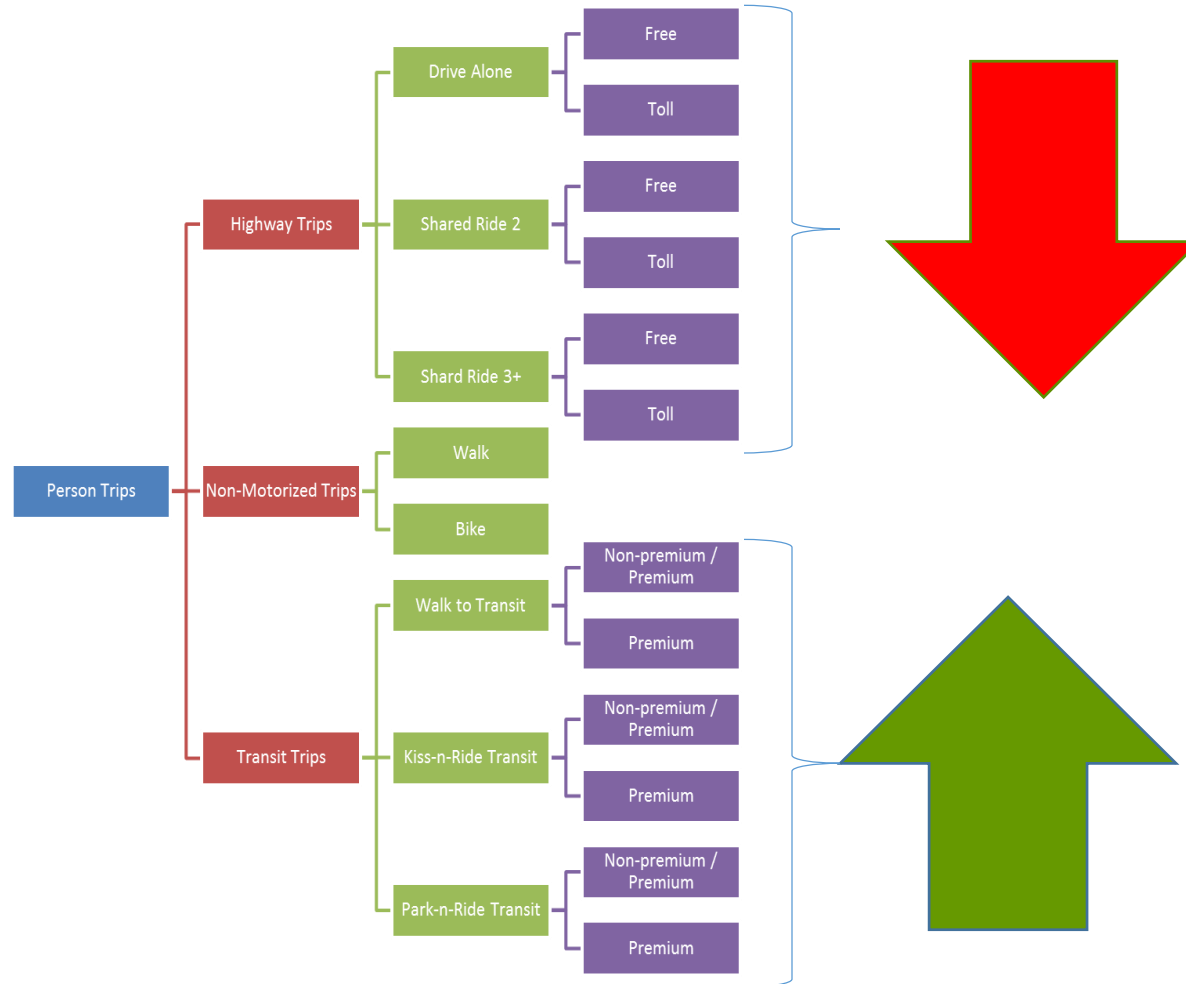 Free
Drive Alone
Toll
Free
Highway Trips
Shared Ride 2
Toll
Free
Shard Ride 3+
Toll
Walk
Person Trips
Non-Motorized Trips
Bike
Non-premium /
Premium
Walk to Transit
Premium
Non-premium /
Premium
Transit Trips
Kiss-n-Ride Transit
Premium
Non-premium /
Premium
Park-n-Ride Transit
Premium